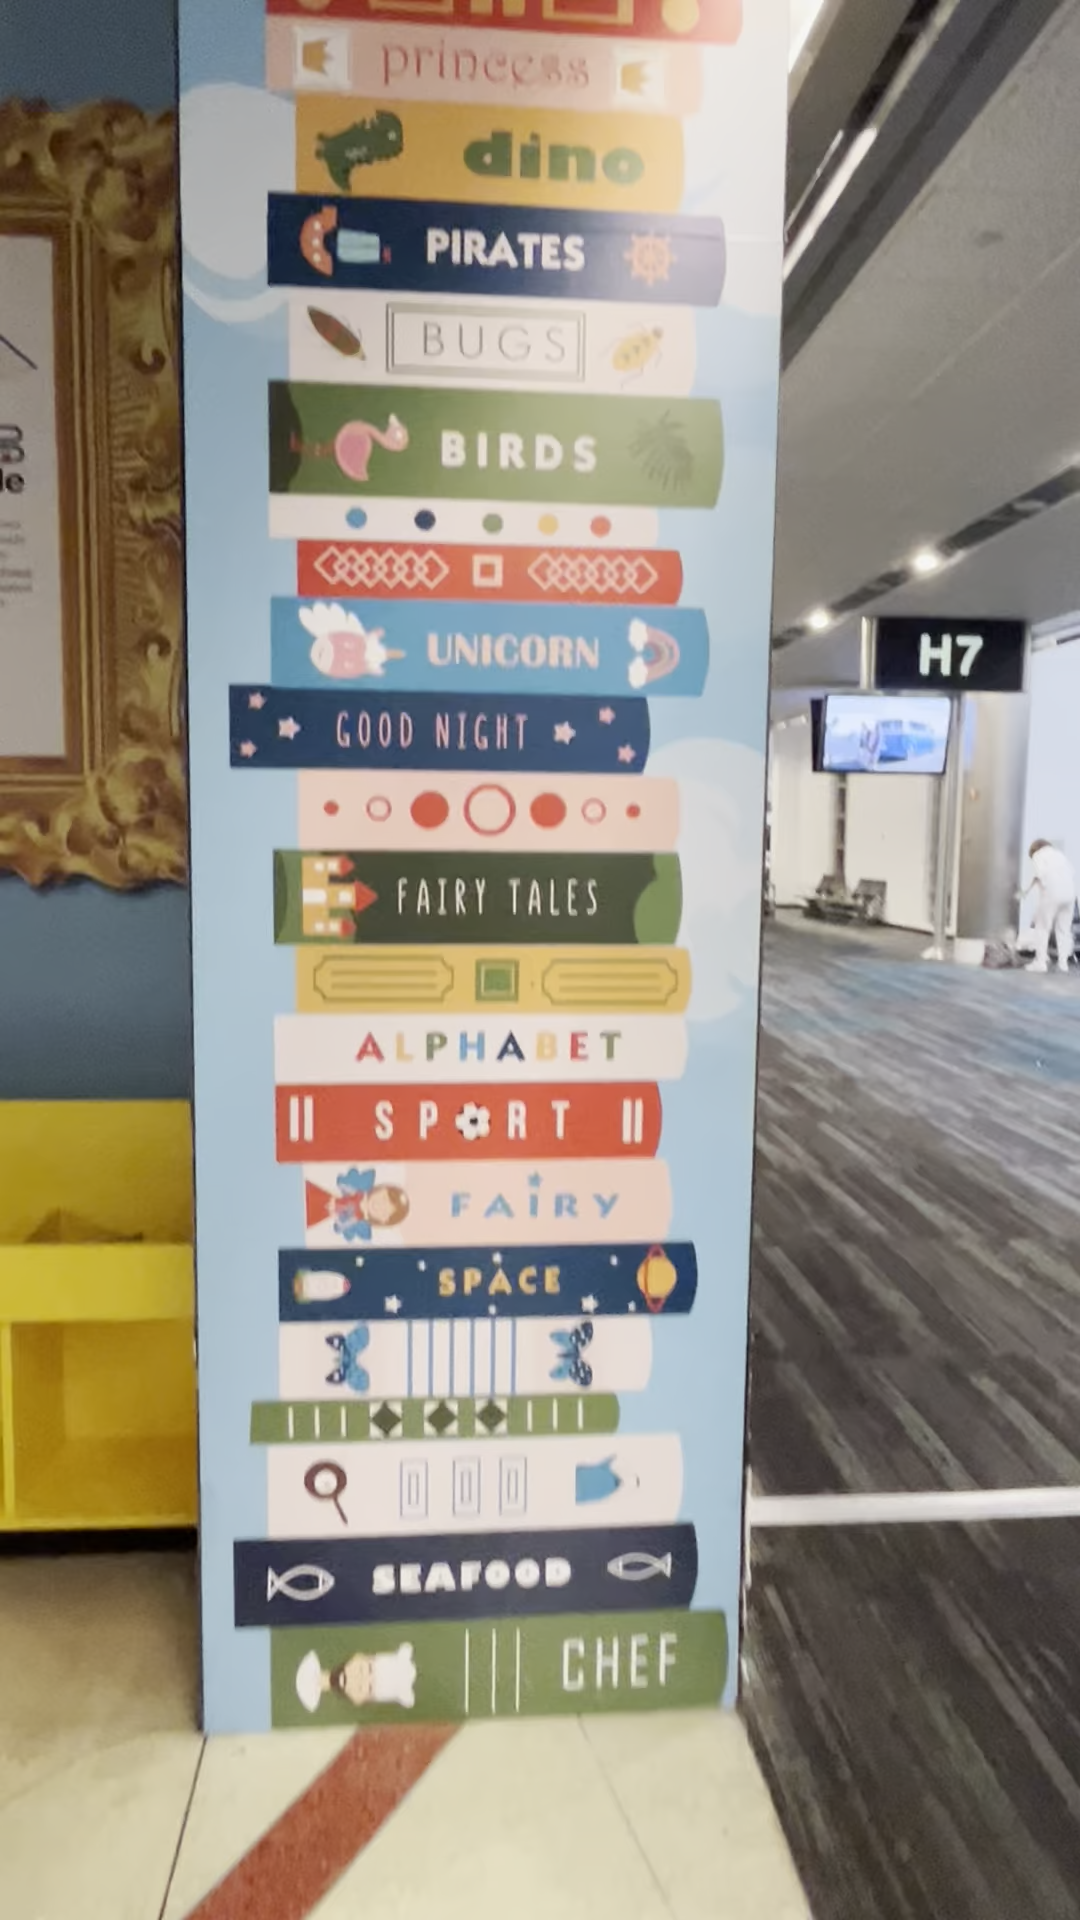 princess
dino
PIRATES
BUGS
BIRDS
UNICORN
GOOD NIGHT
FAIRY TALES
ALPHABET
SPORT
FAIRY
SPACE
SEAFOOD
CHEF
H7